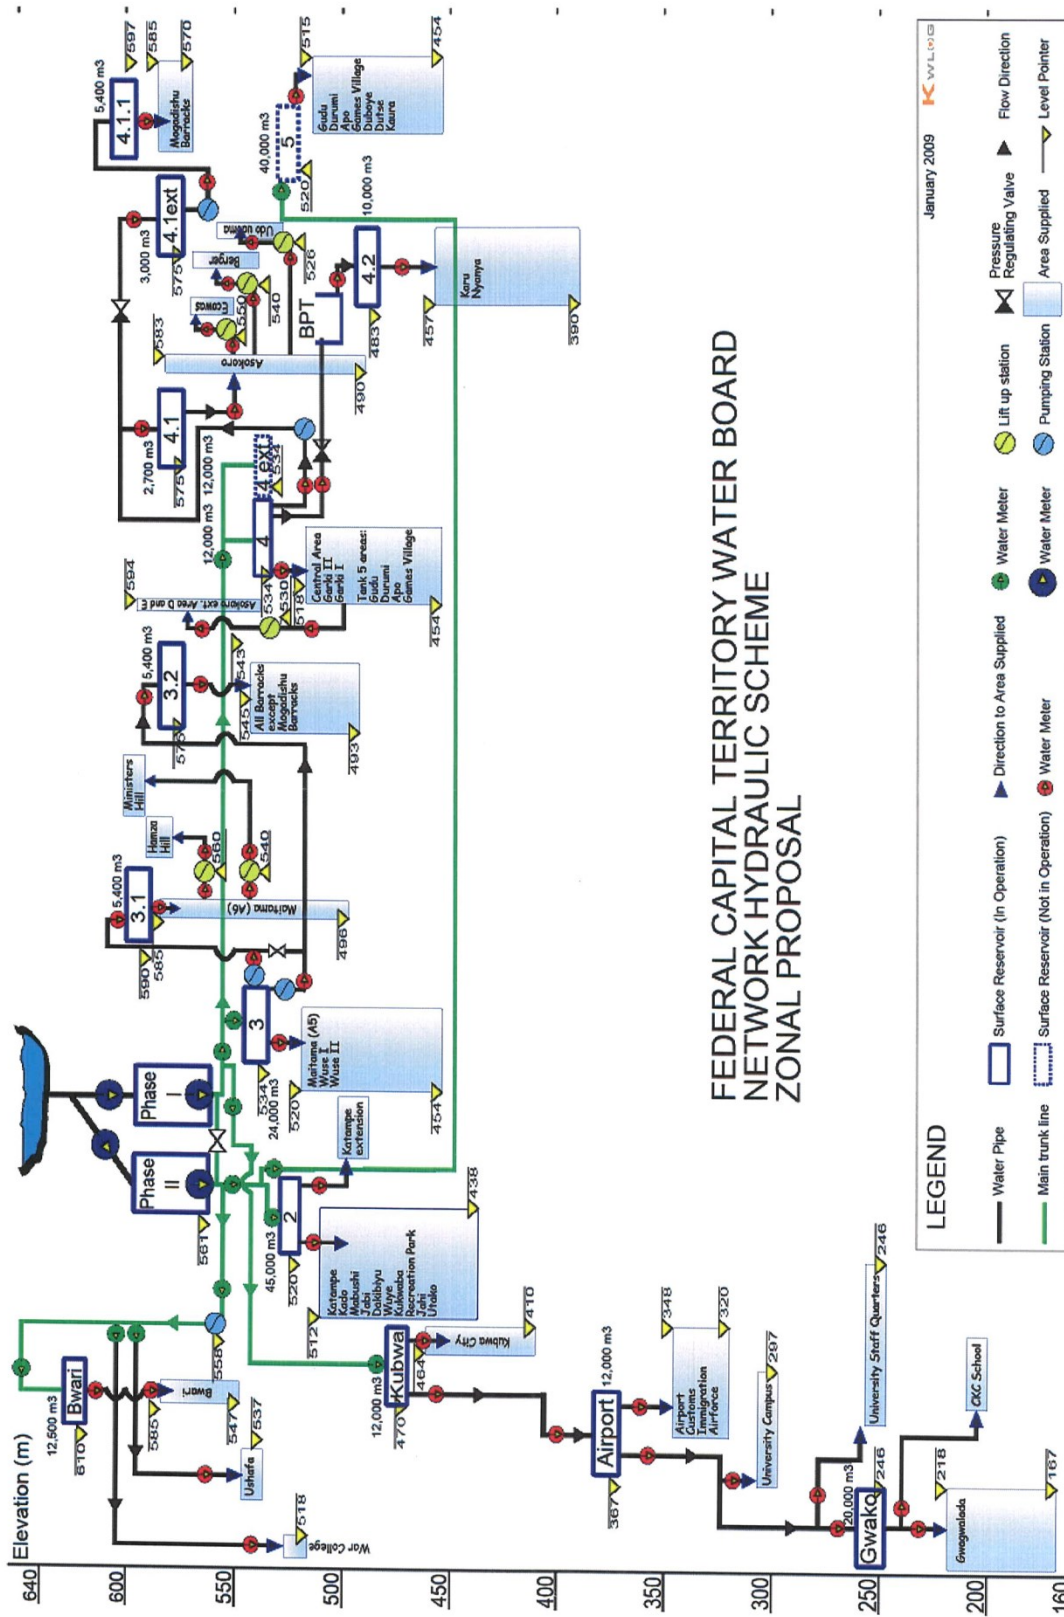 Elevation (m)
640
600
550
500
450
400
350
300
250
200
160
12,500 m3
Bwari
610
585
Bwari
547
Ushafa
537
War College
518
558
Phase
II
Phase
I
561
45,000 m3
2
520
512
Katampe
Kado
Mabushi
Jabi
Dakibiyu
Wuye
Kukwaba
Recreation Park
Jahi
Utako
438
Katampe
extension
12,000 m3
Kubwa
470
464
Kubwa City
410
Airport
12,000 m3
367
348
Airport
Customs
Immigration
Airforce
320
University Campus
297
University Staff Quarters
246
20,000 m3
Gwako
246
CKC School
218
Gwagwalada
167
3
534
24,000 m3
520
Maitama (A5)
Wuse I
Wuse II
454
5,400 m3
3.1
590
585
Maitama (A6)
496
Hamza
Hill
560
Ministers
Hill
540
5,400 m3
3.2
575
545
543
All Barracks
except
Mogadishu
Barracks
493
594
Asokoro ext. Area D and E
530
12,000 m3
4
534
518
Central Area
Garki II
Garki I
Tank 5 areas:
Gudu
Durumi
Apo
Games Village
454
12,000 m3
4 ext
534
2,700 m3
4.1
575
583
Asokoro
490
Ecowas
550
Berger
540
Udo udoma
526
3,000 m3
4.1ext
575
5,400 m3
4.1.1
597
585
Mogadishu
Barracks
570
BPT
4.2
10,000 m3
483
457
Karu
Nyanya
390
40,000 m3
5
520
515
Gudu
Durumi
Apo
Games Village
Duboye
Dutse
Kaura
454
FEDERAL CAPITAL TERRITORY WATER BOARD
NETWORK HYDRAULIC SCHEME
ZONAL PROPOSAL
January 2009
KWLOG
LEGEND
Water Pipe
Main trunk line
Surface Reservoir (In Operation)
Surface Reservoir (Not in Operation)
Direction to Area Supplied
Water Meter
Water Meter
Water Meter
Lift up station
Pumping Station
Pressure
Regulating Valve
Area Supplied
Flow Direction
Level Pointer